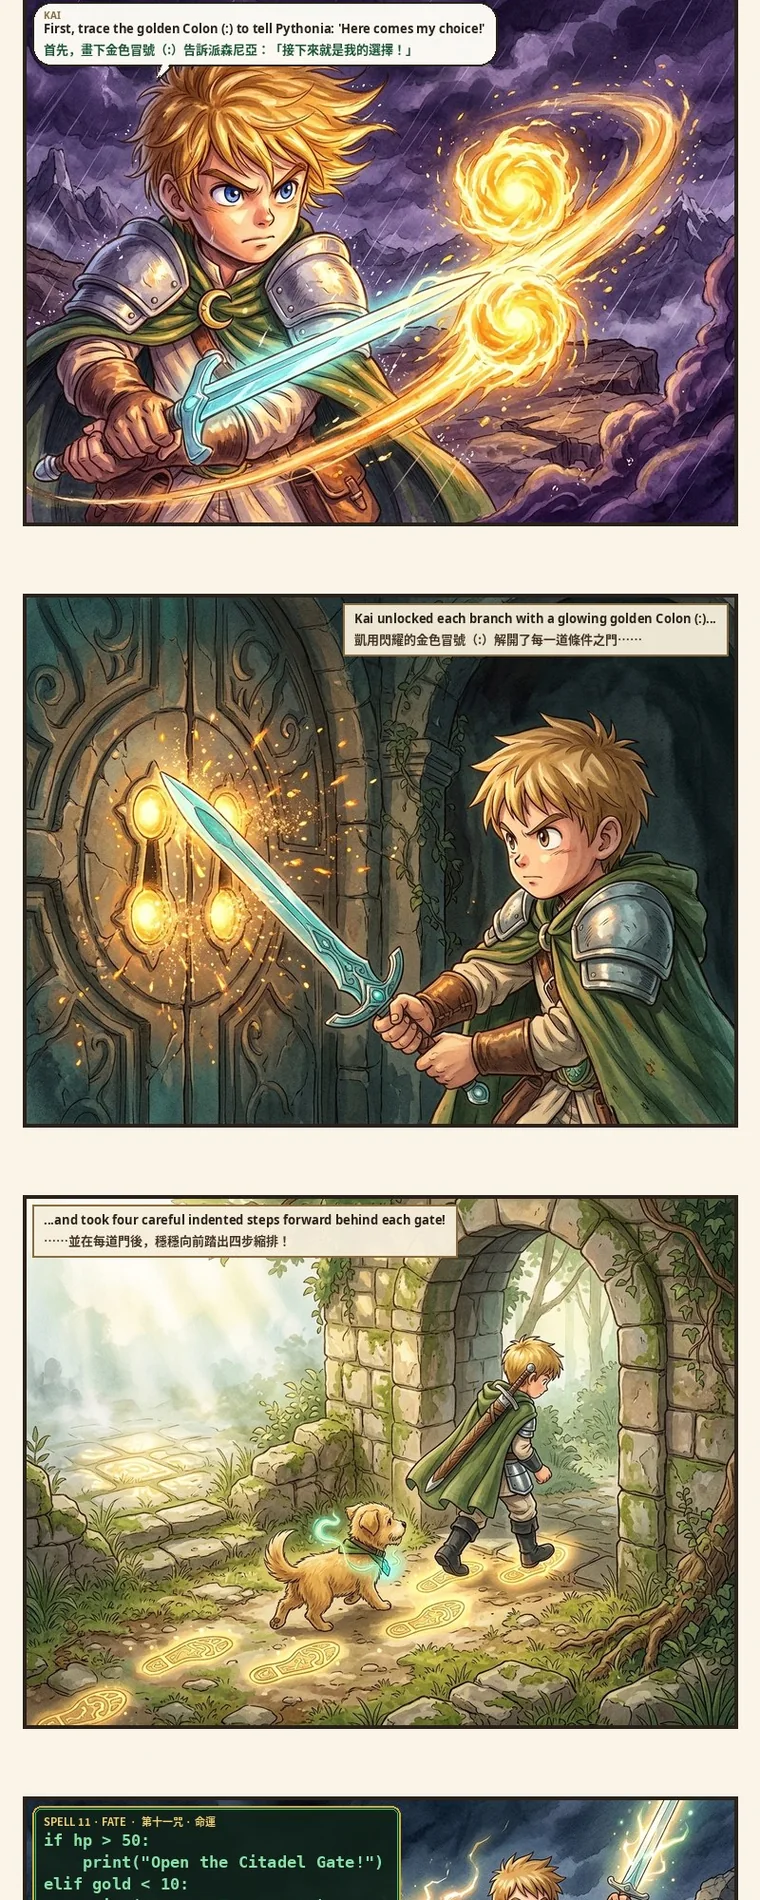 KAI
First, trace the golden Colon (:) to tell Pythonia: 'Here comes my choice!'
首先，畫下金色冒號（:）告訴派森尼亞：「接下來就是我的選擇！」
Kai unlocked each branch with a glowing golden Colon (:)...
凱用閃耀的金色冒號（:）解開了每一道條件之門⋯⋯
...and took four careful indented steps forward behind each gate!
⋯⋯並在每道門後，穩穩向前踏出四步縮排！
SPELL 11 · FATE · 第十一咒 · 命運
if hp > 50:
    print("Open the Citadel Gate!")
elif gold < 10: